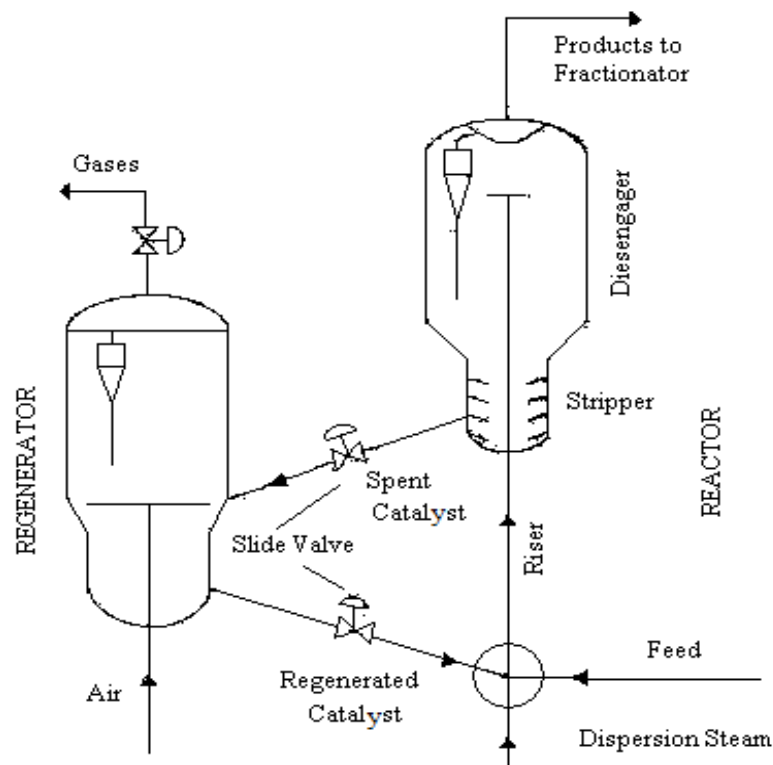 Products to
Fractionator
Gases
Diesengager
Stripper
REGENERATOR
REACTOR
Spent
Catalyst
Slide Valve
Riser
Regenerated
Catalyst
Feed
Air
Dispersion Steam